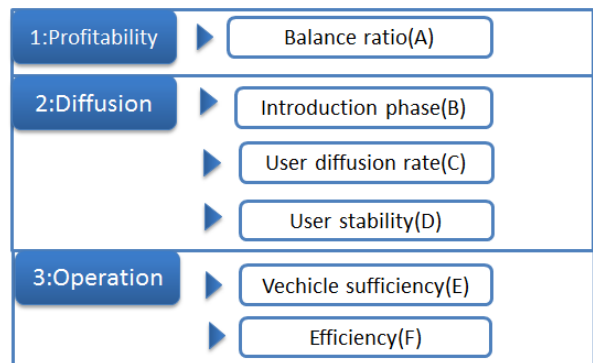 1:Profitability
Balance ratio(A)
2:Diffusion
Introduction phase(B)
User diffusion rate(C)
User stability(D)
3:Operation
Vechicle sufficiency(E)
Efficiency(F)